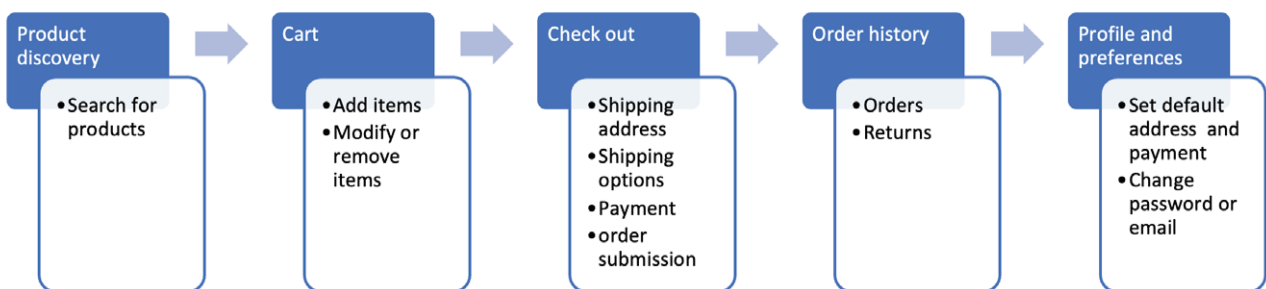 Product
discovery
• Search for
products
Cart
• Add items
• Modify or
remove
items
Check out
• Shipping
address
• Shipping
options
• Payment
• order
submission
Order history
• Orders
• Returns
Profile and
preferences
• Set default
address and
payment
• Change
password or
email